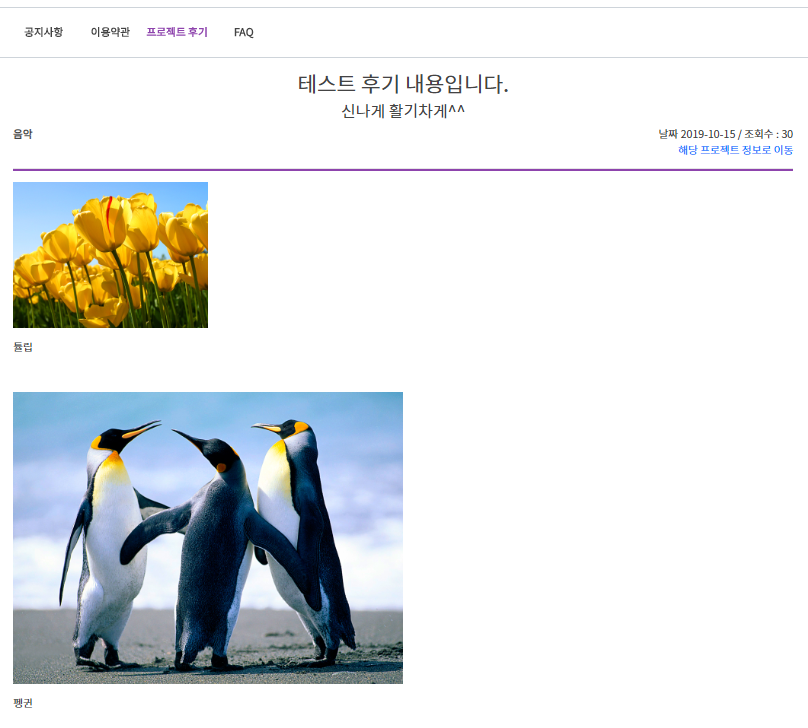 공지사항 이용약관 프로젝트 후기 FAQ
테스트 후기 내용입니다.
신나게 활기차게^^
음악 날짜 2019-10-15 / 조회수 : 30
해당 프로젝트 정보로 이동
튤립
펭귄